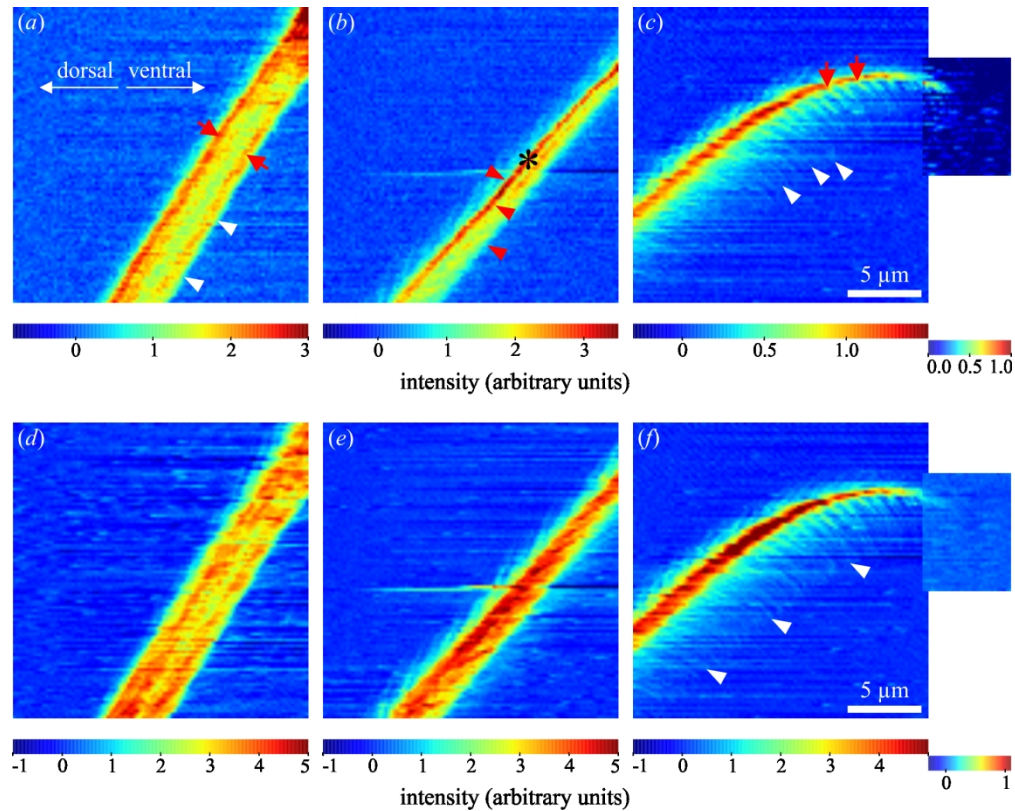 (a)
(b)
(c)
dorsal ventral
*
5 µm
0 1 2 3
0 1 2 3
0 0.5 1.0
0.0 0.5 1.0
intensity (arbitrary units)
(d)
(e)
(f)
5 µm
-1 0 1 2 3 4 5
-1 0 1 2 3 4 5
-1 0 1 2 3 4
0 1
intensity (arbitrary units)